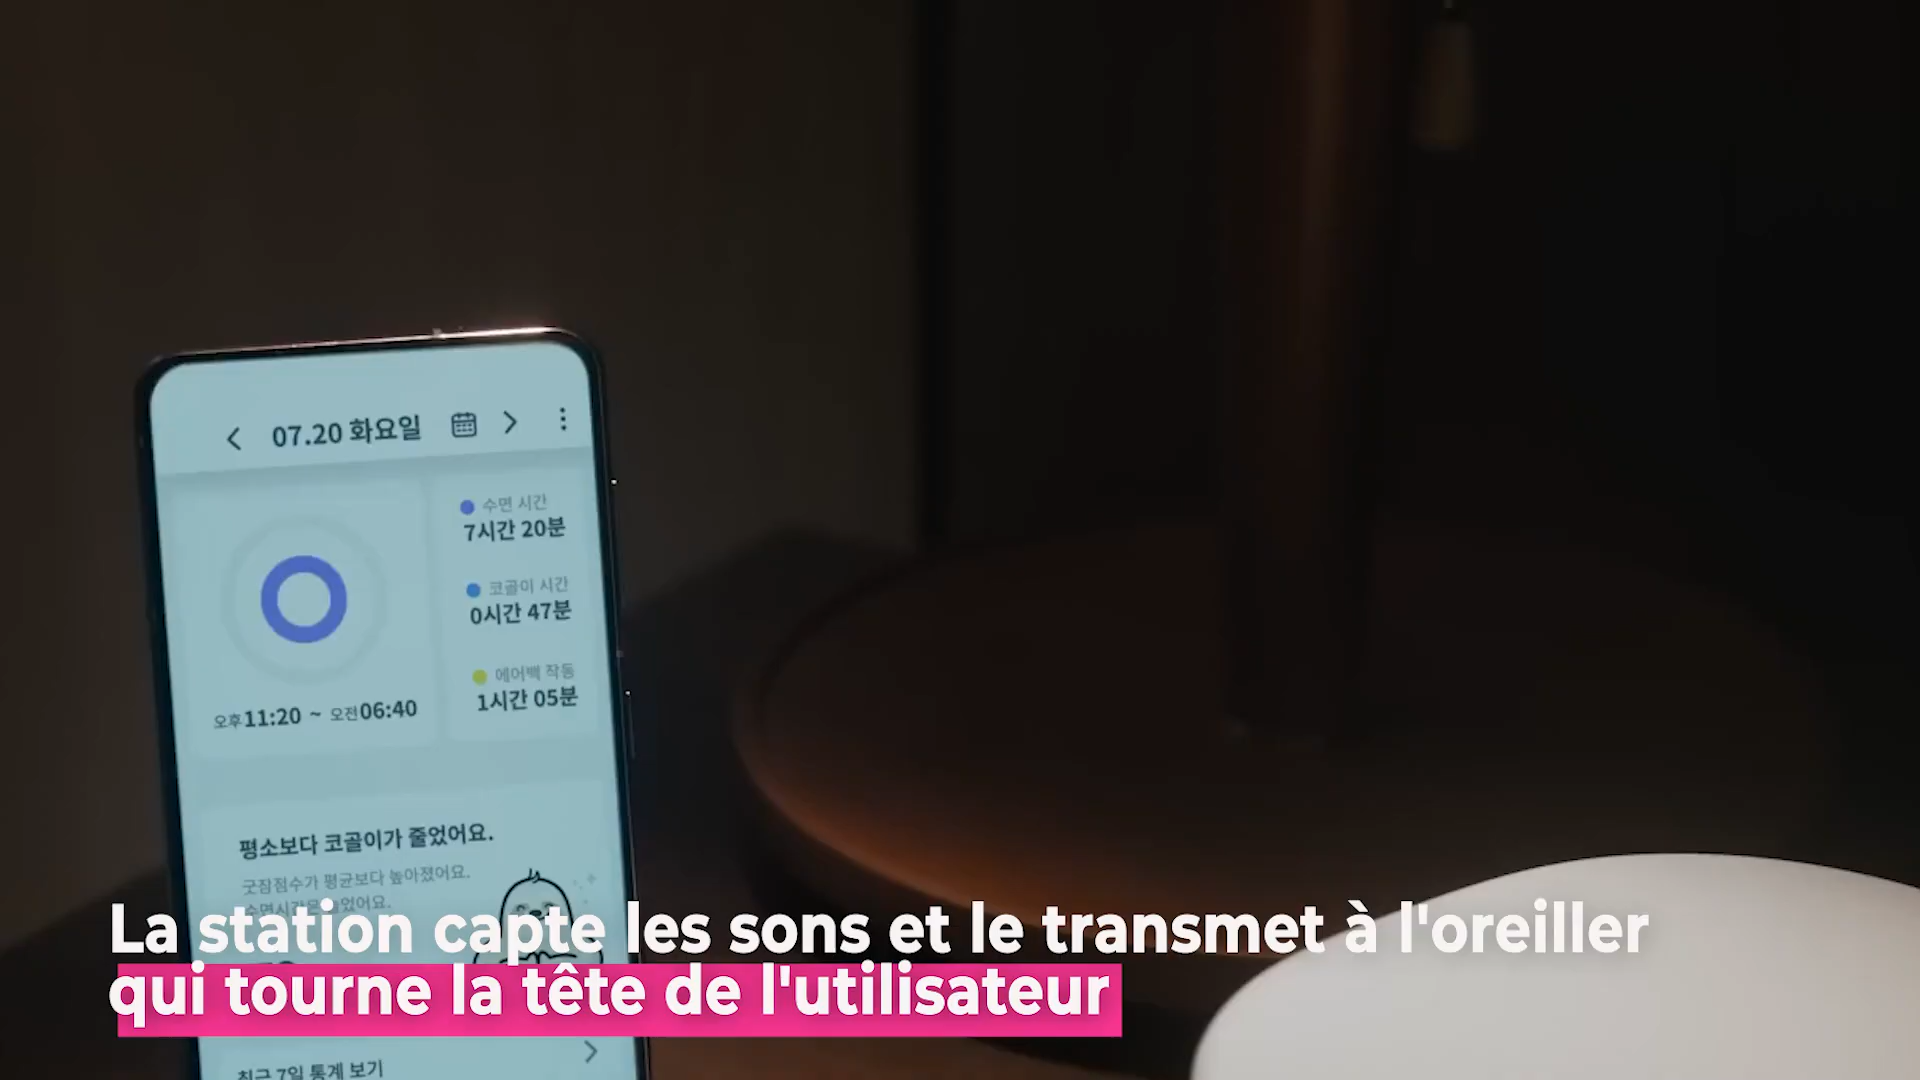 07.20 화요일
수면 시간
7시간 20분
코골이 시간
0시간 47분
에어백 작동
1시간 05분
오후11:20 ~ 오전06:40
평소보다 코골이가 줄었어요.
굿잠점수가 평균보다 높아졌어요.
La station capte les sons et le transmet à l'oreiller
qui tourne la tête de l'utilisateur
최근 7일 통계 보기